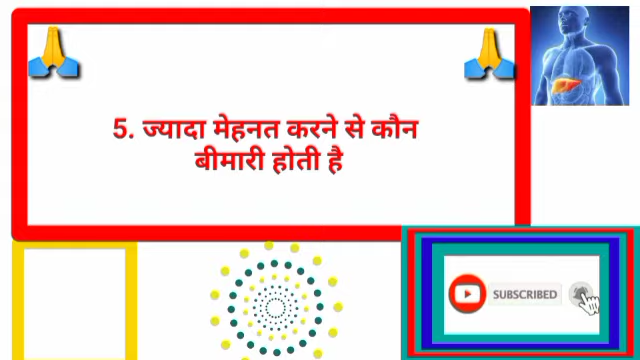 5. ज्यादा मेहनत करने से कौन
बीमारी होती है
SUBSCRIBED